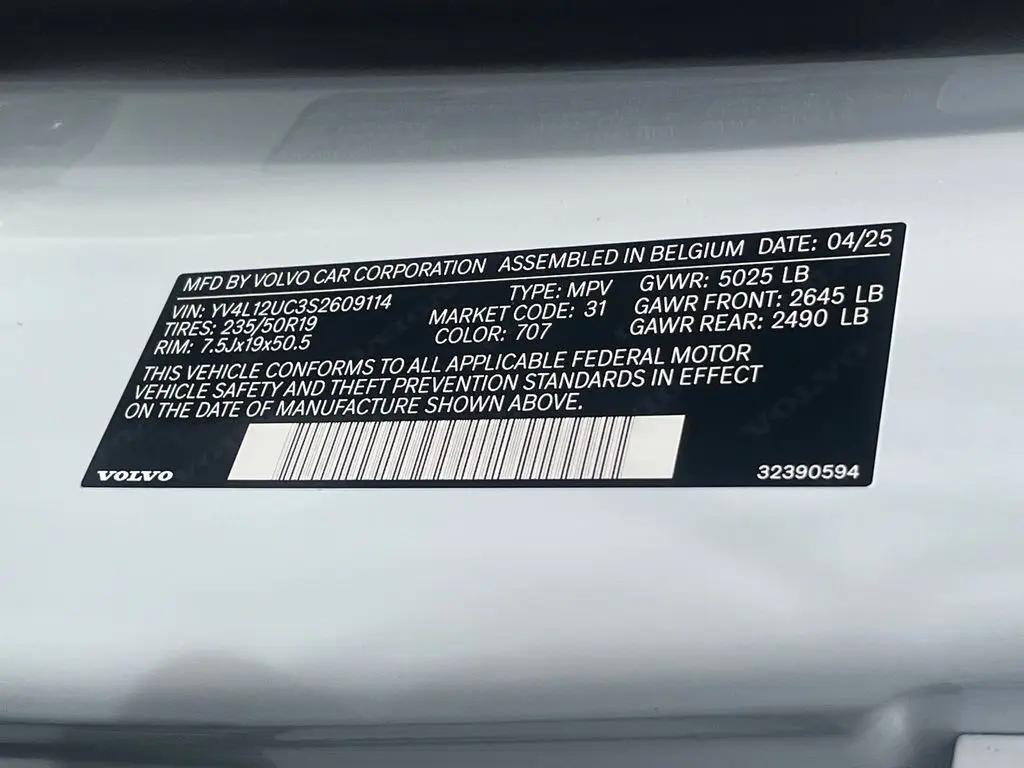 MFD BY VOLVO CAR CORPORATION ASSEMBLED IN BELGIUM DATE: 04/25
VIN: YV4L12UC3S2609114 TYPE: MPV GVWR: 5025 LB
TIRES: 235/50R19 MARKET CODE: 31 GAWR FRONT: 2645 LB
RIM: 7.5Jx19x50.5 COLOR: 707 GAWR REAR: 2490 LB
THIS VEHICLE CONFORMS TO ALL APPLICABLE FEDERAL MOTOR
VEHICLE SAFETY AND THEFT PREVENTION STANDARDS IN EFFECT
ON THE DATE OF MANUFACTURE SHOWN ABOVE.
VOLVO 32390594